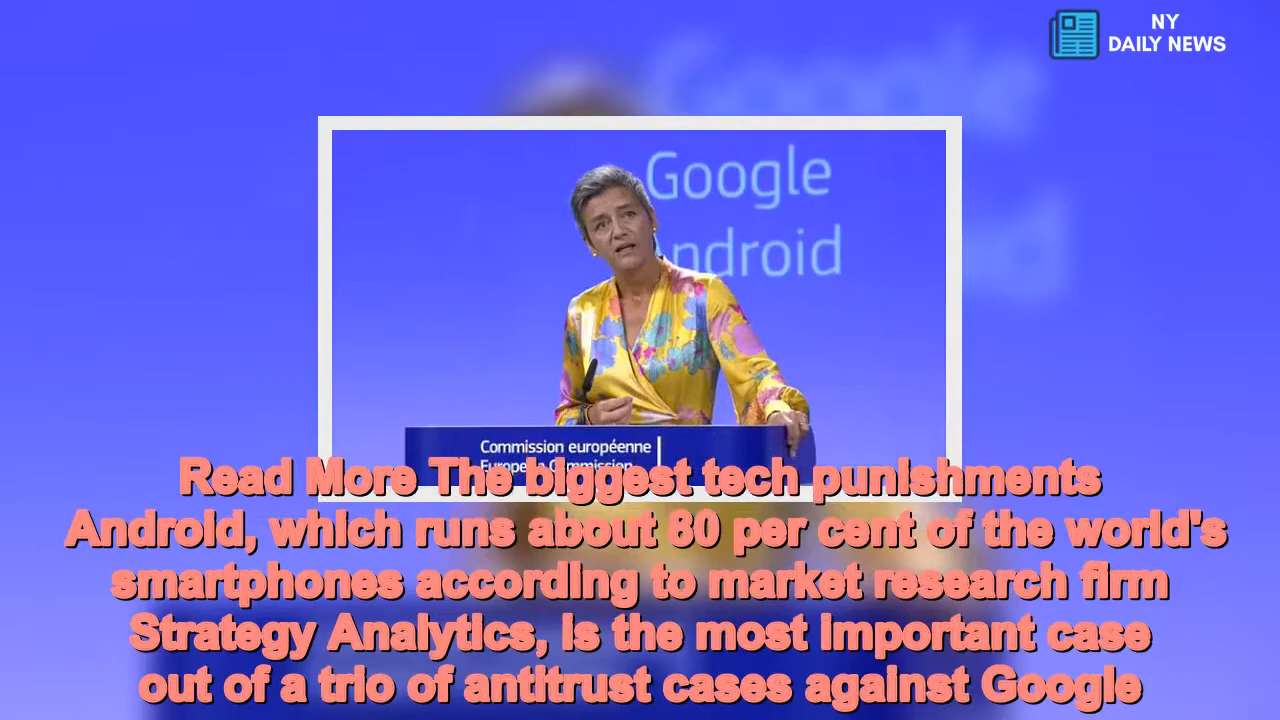 NY
DAILY NEWS
Google
Android
Commission européenne
European Commission
Read More The biggest tech punishments
Android, which runs about 80 per cent of the world's
smartphones according to market research firm
Strategy Analytics, is the most important case
out of a trio of antitrust cases against Google